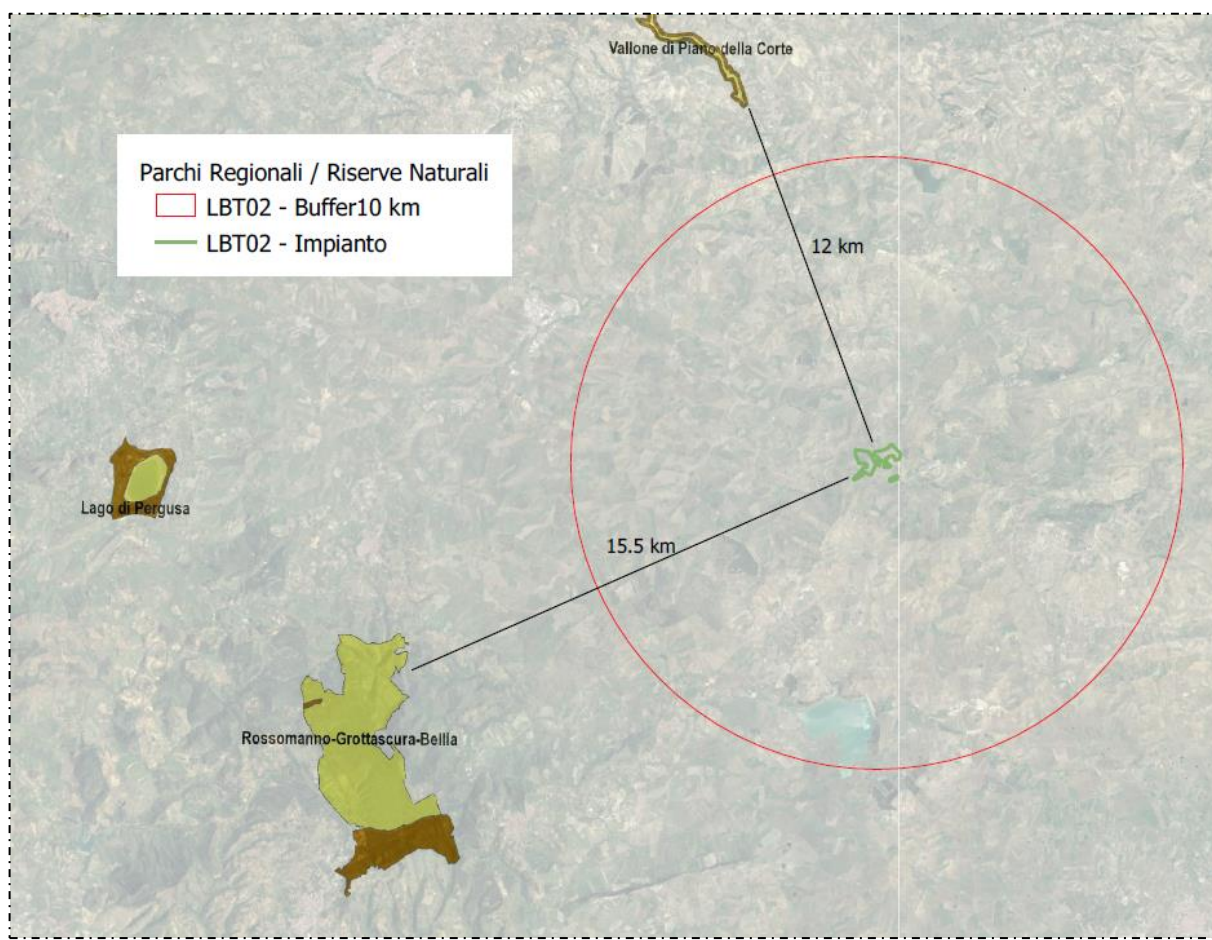 Vallone di Piano della Corte
Parchi Regionali / Riserve Naturali
LBT02 - Buffer10 km
LBT02 - Impianto
12 km
Lago di Pergusa
15.5 km
Rossomanno-Grottascura-Bellia